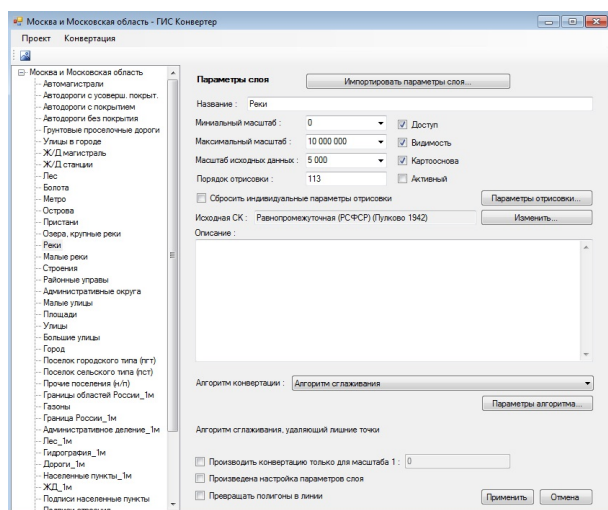 Москва и Московская область - ГИС Конвертер
Проект Конвертация
Москва и Московская область
Автомагистрали
Автодороги с усоверш. покрыт.
Автодороги с покрытием
Автодороги без покрытия
Грунтовые проселочные дороги
Улицы в городе
Ж/Д магистраль
Ж/Д станции
Лес
Болота
Метро
Острова
Пристани
Озера, крупные реки
Реки
Малые реки
Строения
Районные управы
Административные округа
Малые улицы
Площади
Улицы
Большие улицы
Город
Поселок городского типа (пгт)
Поселок сельского типа (пст)
Прочие поселения (н/п)
Границы областей России_1м
Газоны
Граница России_1м
Административное деление_1м
Лес_1м
Гидрография_1м
Дороги_1м
Населенные пункты_1м
ЖД_1м
Подписи населенные пункты
Подписи строения
Параметры слоя
Импортировать параметры слоя...
Название : Реки
Миниальный масштаб : 0
Доступ
Максимальный масштаб : 10 000 000
Видимость
Масштаб исходных данных : 5 000
Картооснова
Порядок отрисовки : 113
Активный
Сбросить индивидуальные параметры отрисовки
Параметры отрисовки...
Исходная СК : Равнопромежуточная (РСФСР) (Пулково 1942)
Изменить...
Описание :
Алгоритм конвертации : Алгоритм сглаживания
Параметры алгоритма...
Алгоритм сглаживания, удаляющий лишние точки
Производить конвертацию только для масштаба 1 : 0
Произведена настройка параметров слоя
Превращать полигоны в линии
Применить
Отмена